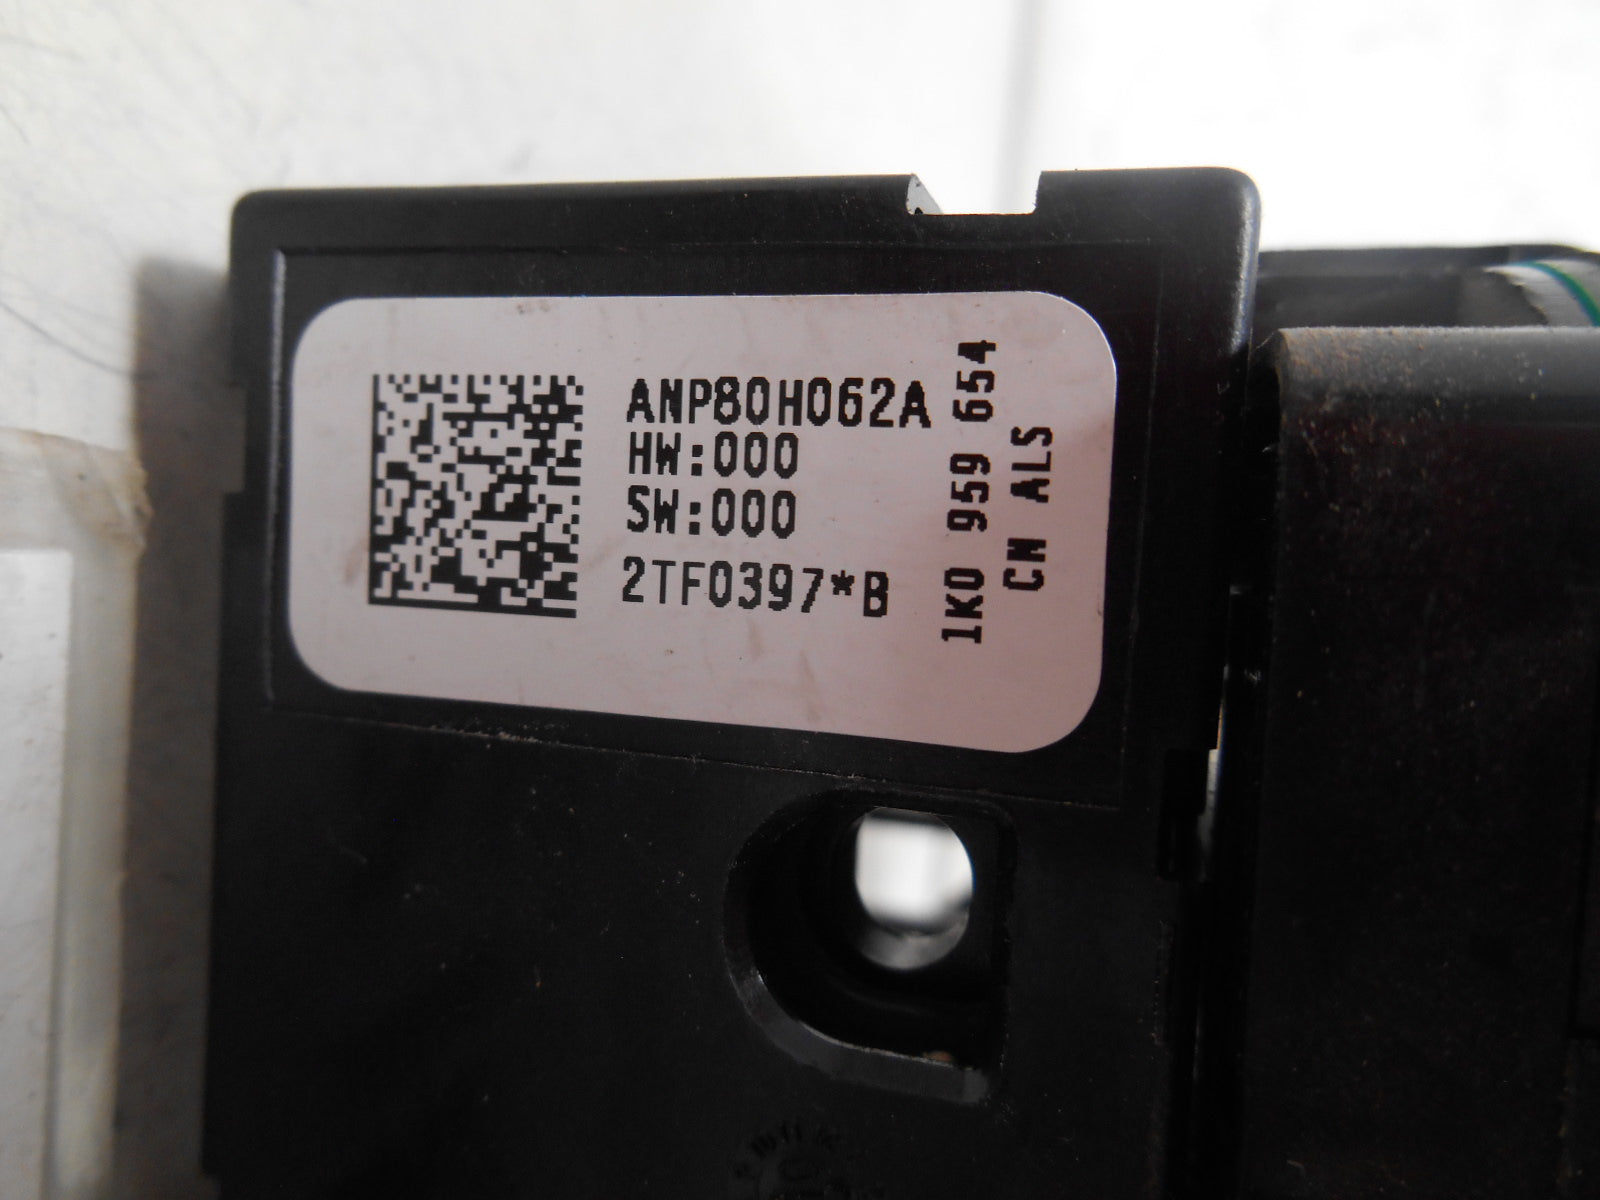 ANP80H062A
HW:000
SW:000
2TF0397*B
1K0 959 654
CN ALS